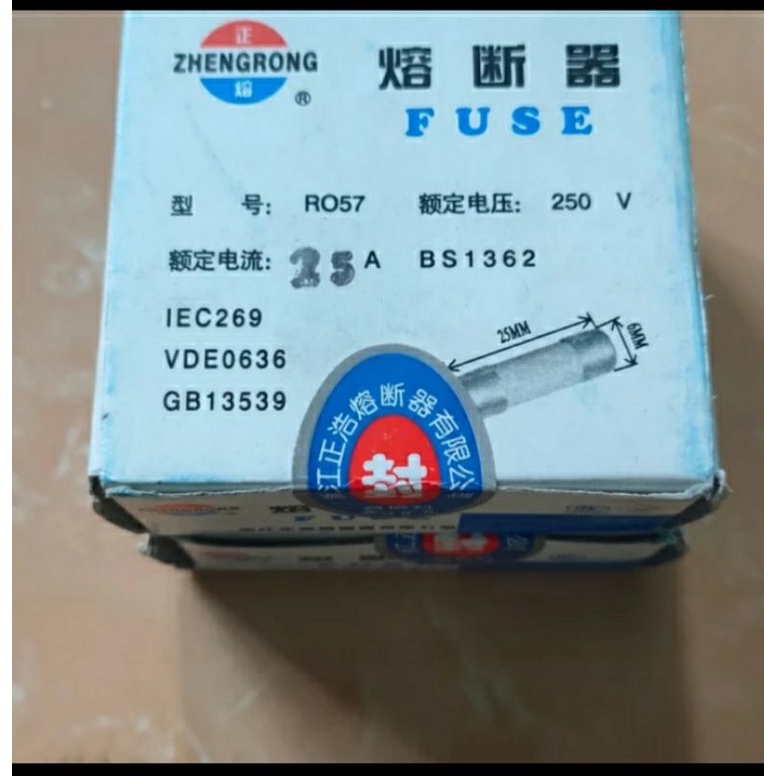 正
ZHENGRONG
熔
®
熔断器
FUSE
型 号: RO57 额定电压: 250 V
额定电流: 25 A BS1362
IEC269
VDE0636
GB13539
25MM
6MM
江正浩熔断器有限公
封
ZHENGRONG